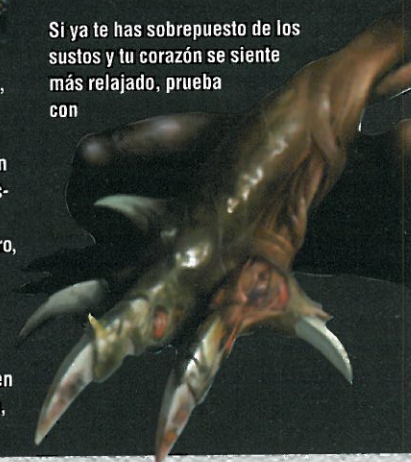 Si ya te has sobrepuesto de los
sustos y tu corazón se siente
más relajado, prueba
con